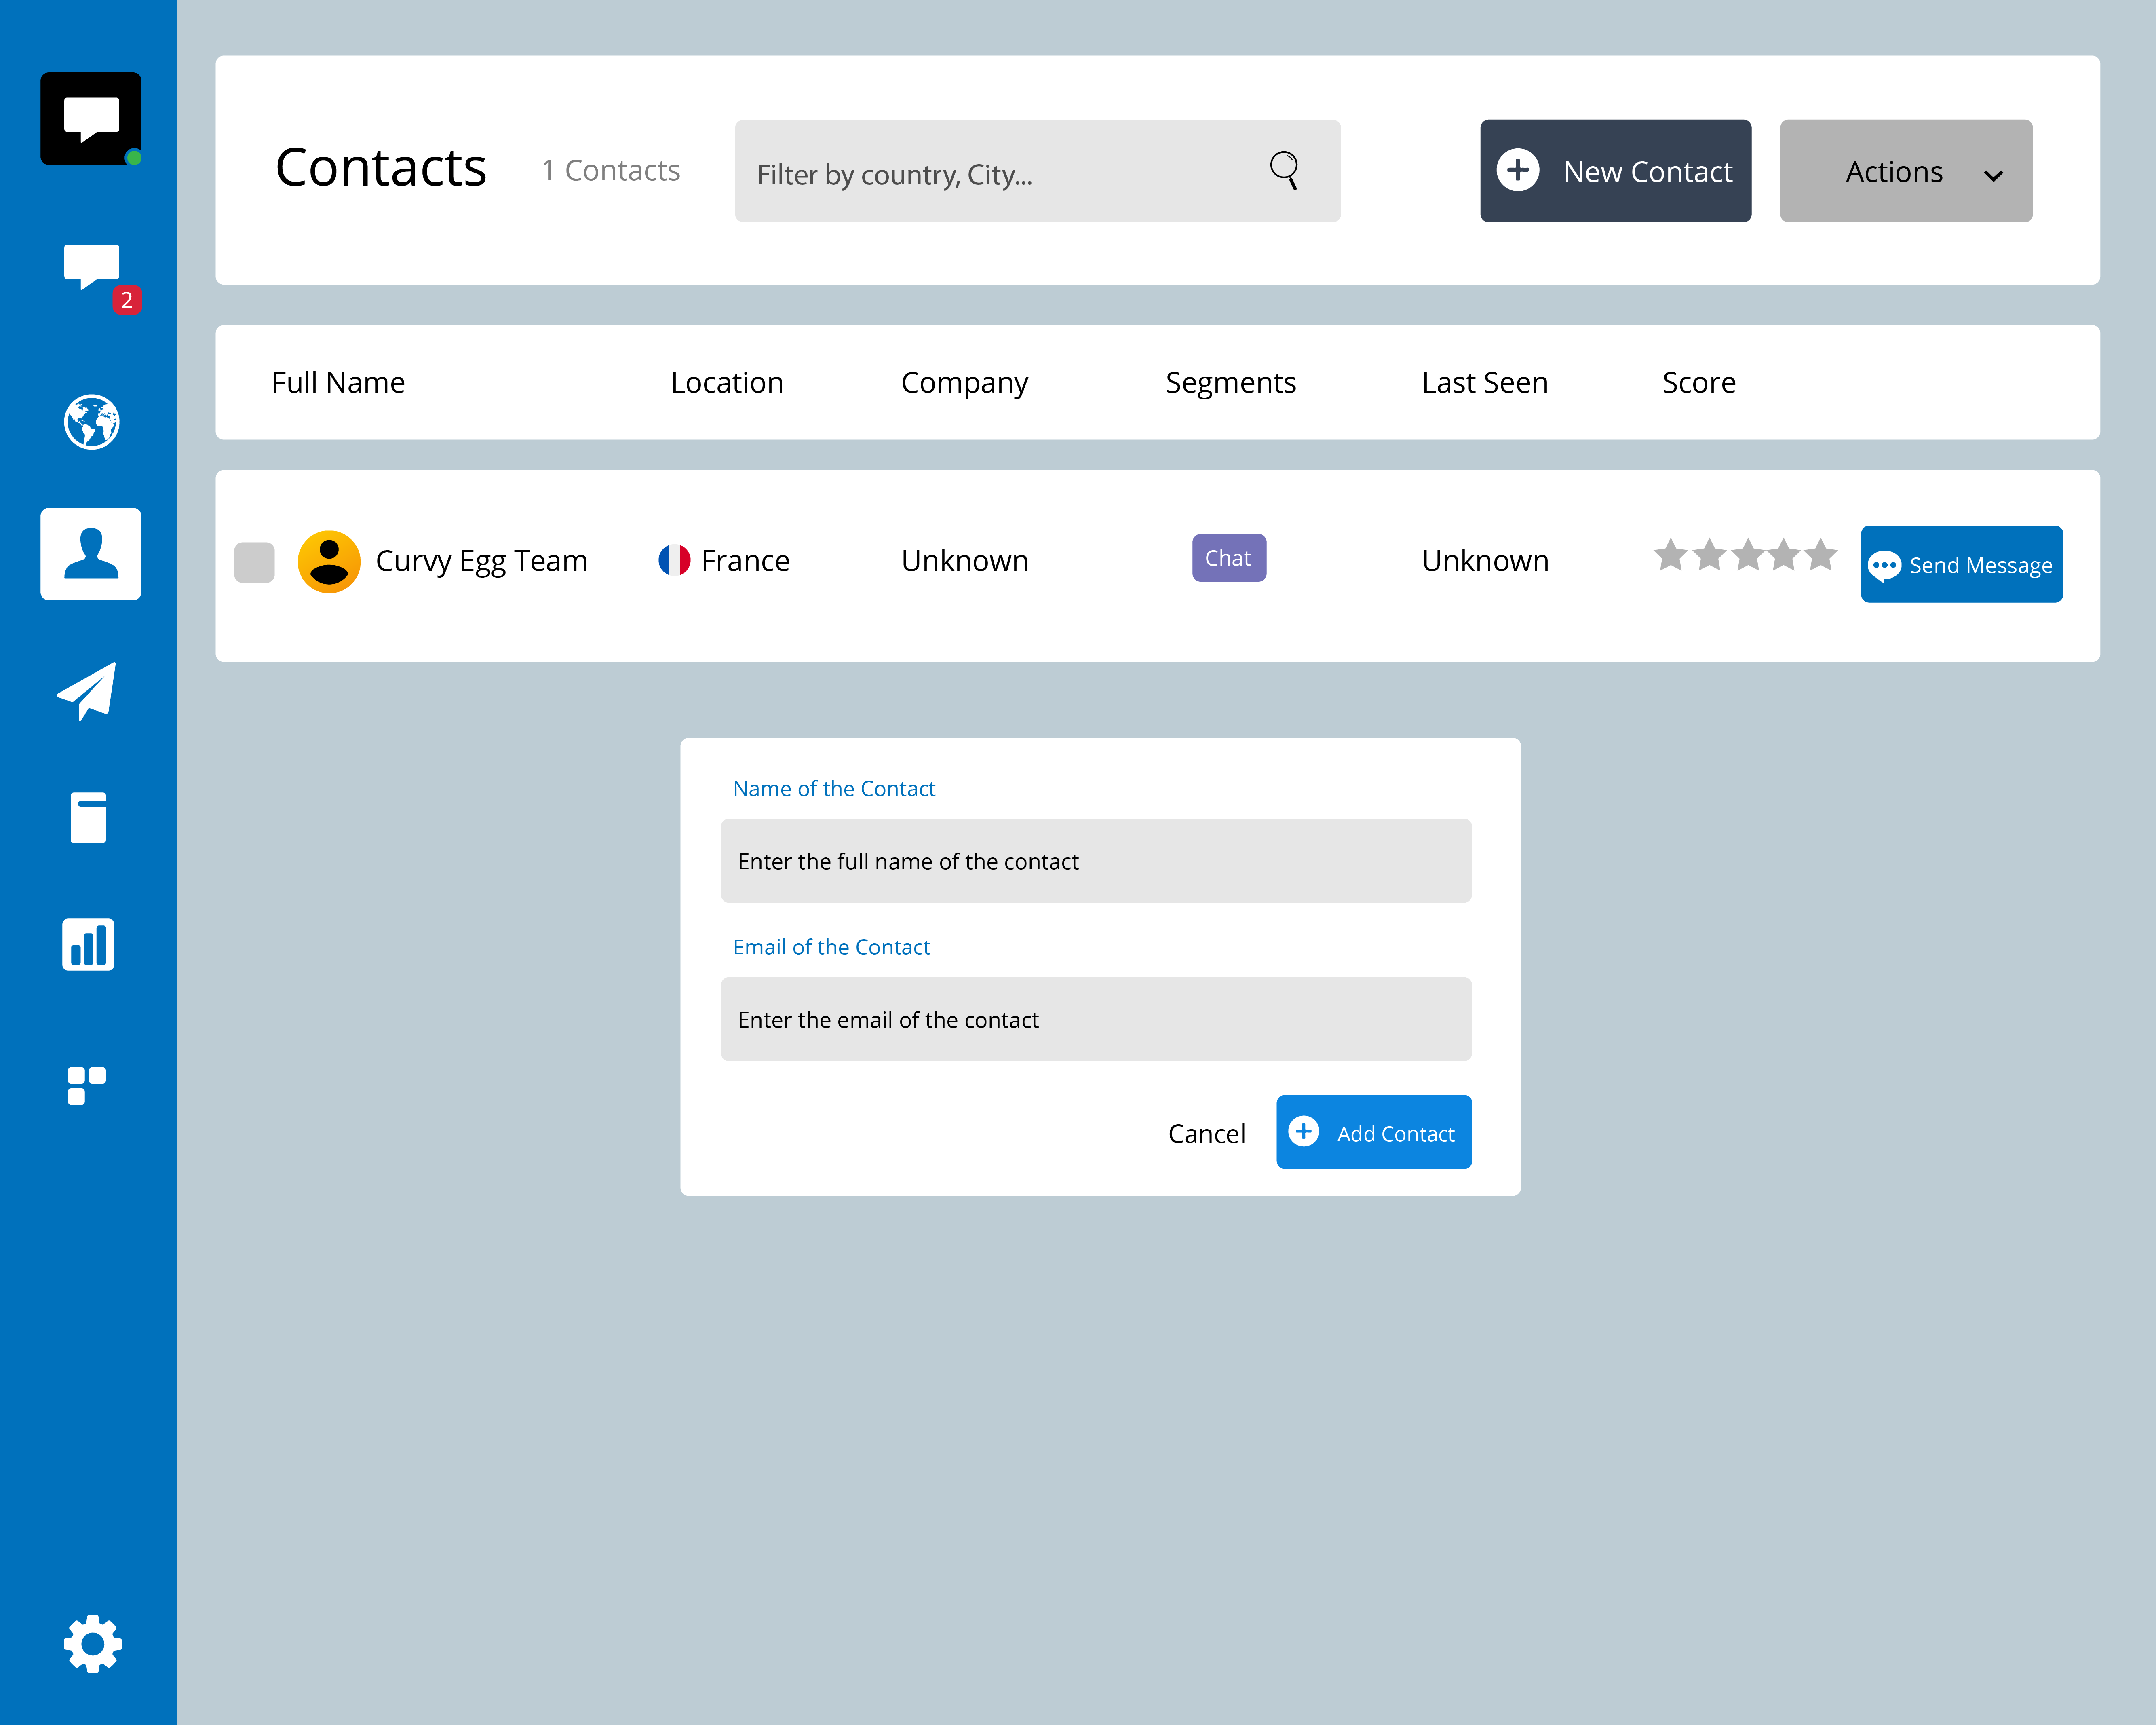 Contacts
1 Contacts
Filter by country, City...
New Contact
Actions
2
Full Name
Location
Company
Segments
Last Seen
Score
Curvy Egg Team
France
Unknown
Chat
Unknown
Send Message
Name of the Contact
Enter the full name of the contact
Email of the Contact
Enter the email of the contact
Cancel
Add Contact